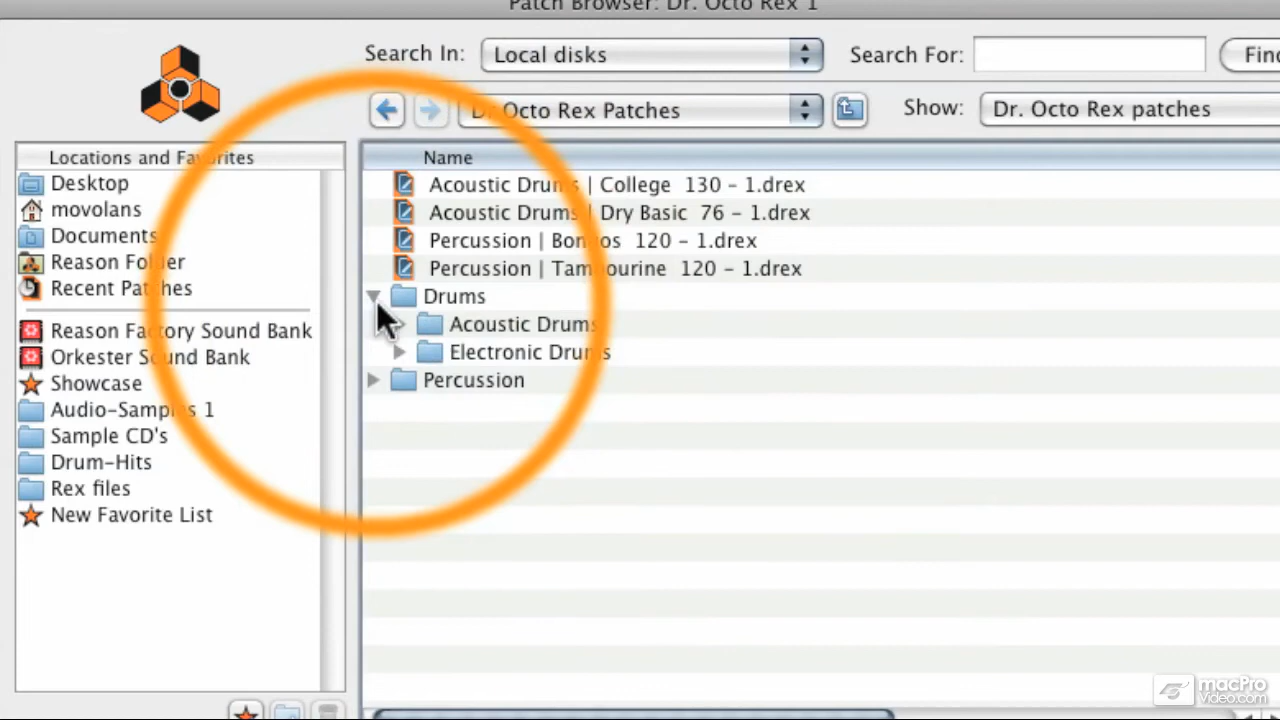 Patch Browser: Dr. Octo Rex 1
Search In: Local disks Search For:
Dr. Octo Rex Patches Show: Dr. Octo Rex patches
Locations and Favorites
Desktop
movolans
Documents
Reason Folder
Recent Patches
Reason Factory Sound Bank
Orkester Sound Bank
Showcase
Audio-Samples 1
Sample CD's
Drum-Hits
Rex files
New Favorite List
Name
Acoustic Drums | College 130 - 1.drex
Acoustic Drums | Dry Basic 76 - 1.drex
Percussion | Bongos 120 - 1.drex
Percussion | Tambourine 120 - 1.drex
Drums
Acoustic Drums
Electronic Drums
Percussion
macPro
Video.com